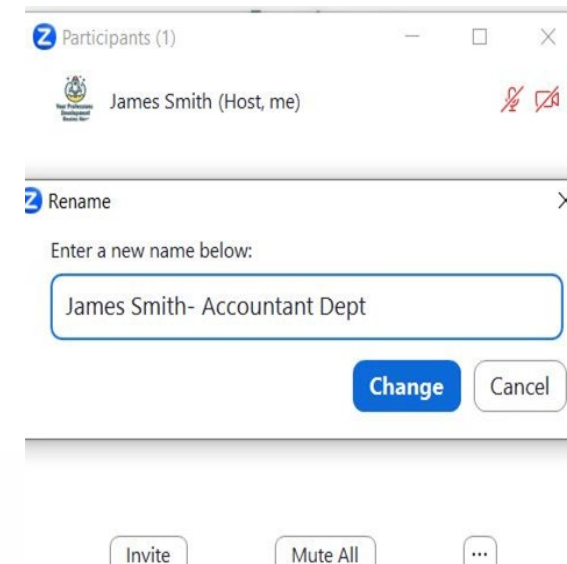 Participants (1)
James Smith (Host, me)
Rename
Enter a new name below:
James Smith- Accountant Dept
Change
Cancel
Invite
Mute All
...